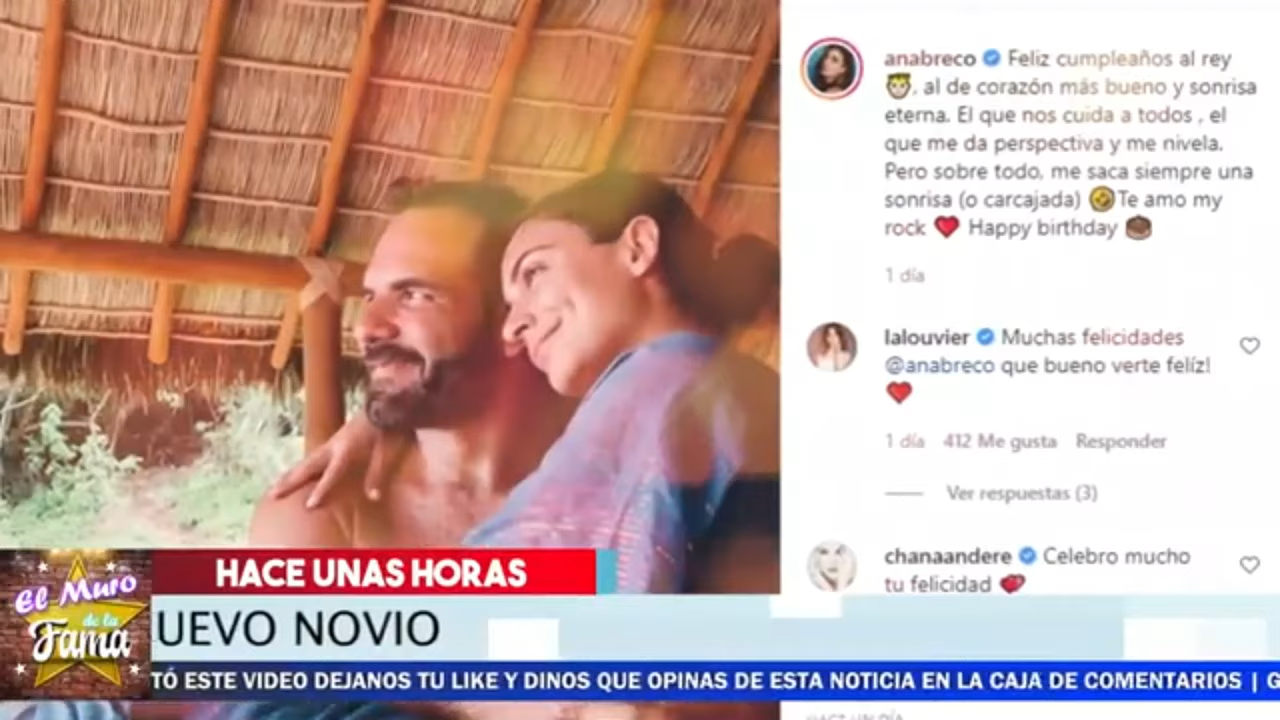 anabreco Feliz cumpleaños al rey
, al de corazón más bueno y sonrisa
eterna. El que nos cuida a todos , el
que me da perspectiva y me nivela.
Pero sobre todo, me saca siempre una
sonrisa (o carcajada) Te amo my
rock ❤️ Happy birthday
1 día
lalouvier Muchas felicidades
@anabreco que bueno verte felíz!
❤️
1 día 412 Me gusta Responder
Ver respuestas (3)
chanaandere Celebro mucho
tu felicidad 💕
HACE UNAS HORAS
El Muro
de la
Fama
UEVO NOVIO
TÓ ESTE VIDEO DEJANOS TU LIKE Y DINOS QUE OPINAS DE ESTA NOTICIA EN LA CAJA DE COMENTARIOS | G